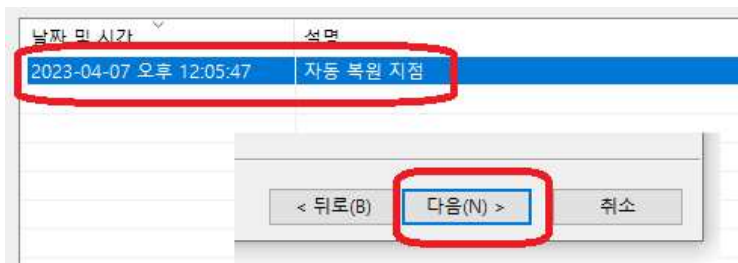 날짜 및 시간 설명
2023-04-07 오후 12:05:47 자동 복원 지점
< 뒤로(B) 다음(N) > 취소